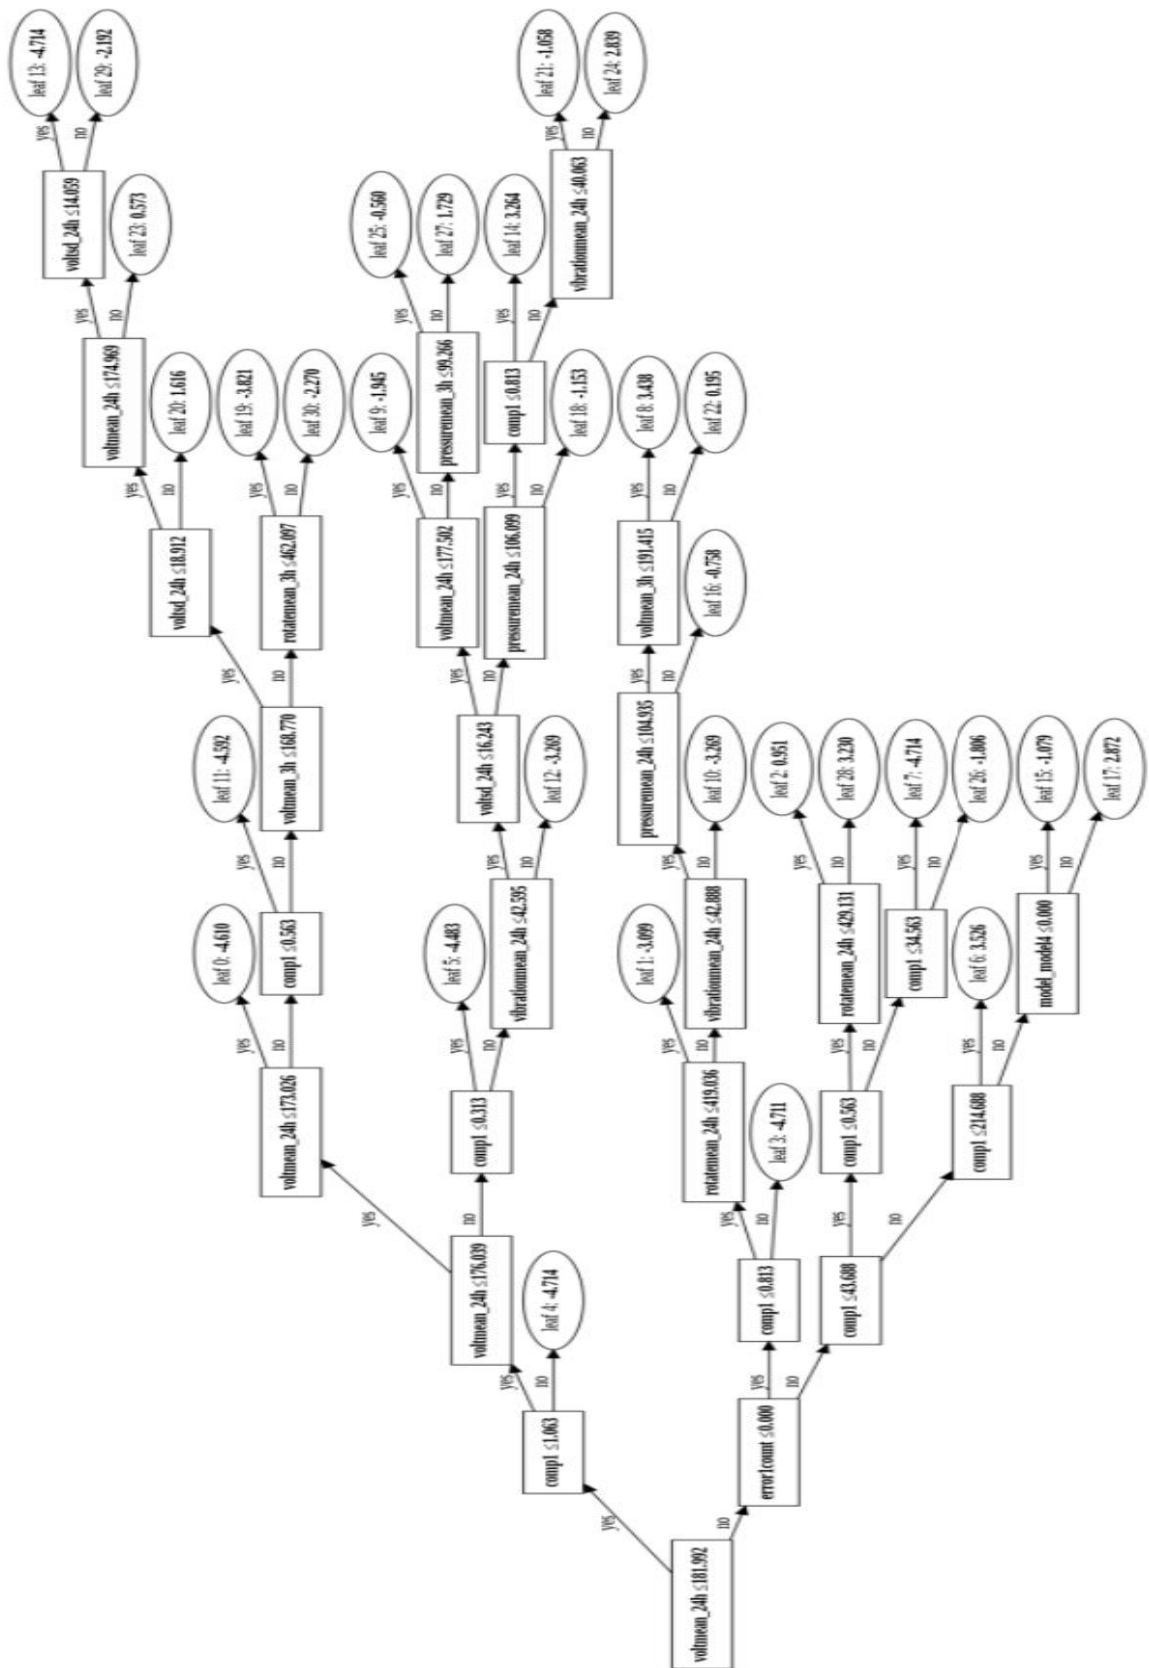 voltmean_24h ≤181.992
yes
no
comp1 ≤1.063
error1count ≤0.000
yes
no
yes
no
voltmean_24h ≤176.039
leaf 4: -4.714
comp1 ≤0.813
comp1 ≤43.688
yes
no
yes
no
yes
no
voltmean_24h ≤173.026
comp1 ≤0.313
rotatemean_24h ≤419.036
leaf 3: -4.711
comp1 ≤0.563
comp1 ≤214.688
yes
no
yes
no
yes
no
yes
no
yes
no
leaf 0: -4.610
comp1 ≤0.563
leaf 5: -4.483
vibrationmean_24h ≤42.595
leaf 1: -3.099
vibrationmean_24h ≤42.888
rotatemean_24h ≤429.131
comp1 ≤34.563
leaf 6: 3.526
model_model4 ≤0.000
yes
no
yes
no
yes
no
yes
no
yes
no
yes
no
leaf 11: -4.592
voltmean_3h ≤168.770
voltsd_24h ≤16.243
leaf 12: -3.269
pressuremean_24h ≤104.935
leaf 10: -3.269
leaf 2: 0.951
leaf 28: 3.230
leaf 7: -4.714
leaf 26: -1.806
leaf 15: -1.079
leaf 17: 2.872
yes
no
yes
no
yes
no
voltsd_24h ≤18.912
rotatemean_3h ≤462.097
voltmean_24h ≤177.502
pressuremean_24h ≤106.099
voltmean_3h ≤191.415
leaf 16: -0.758
yes
no
yes
no
yes
no
yes
no
yes
no
voltmean_24h ≤174.969
leaf 20: 1.616
leaf 19: -3.821
leaf 30: -2.270
leaf 9: -1.945
pressuremean_3h ≤99.266
comp1 ≤0.813
leaf 18: -1.153
leaf 8: 3.438
leaf 22: 0.195
yes
no
yes
no
yes
no
voltsd_24h ≤14.059
leaf 23: 0.573
leaf 25: -0.560
leaf 27: 1.729
leaf 14: 3.264
vibrationmean_24h ≤40.063
yes
no
yes
no
leaf 13: -4.714
leaf 29: -2.192
leaf 21: -1.058
leaf 24: 2.839